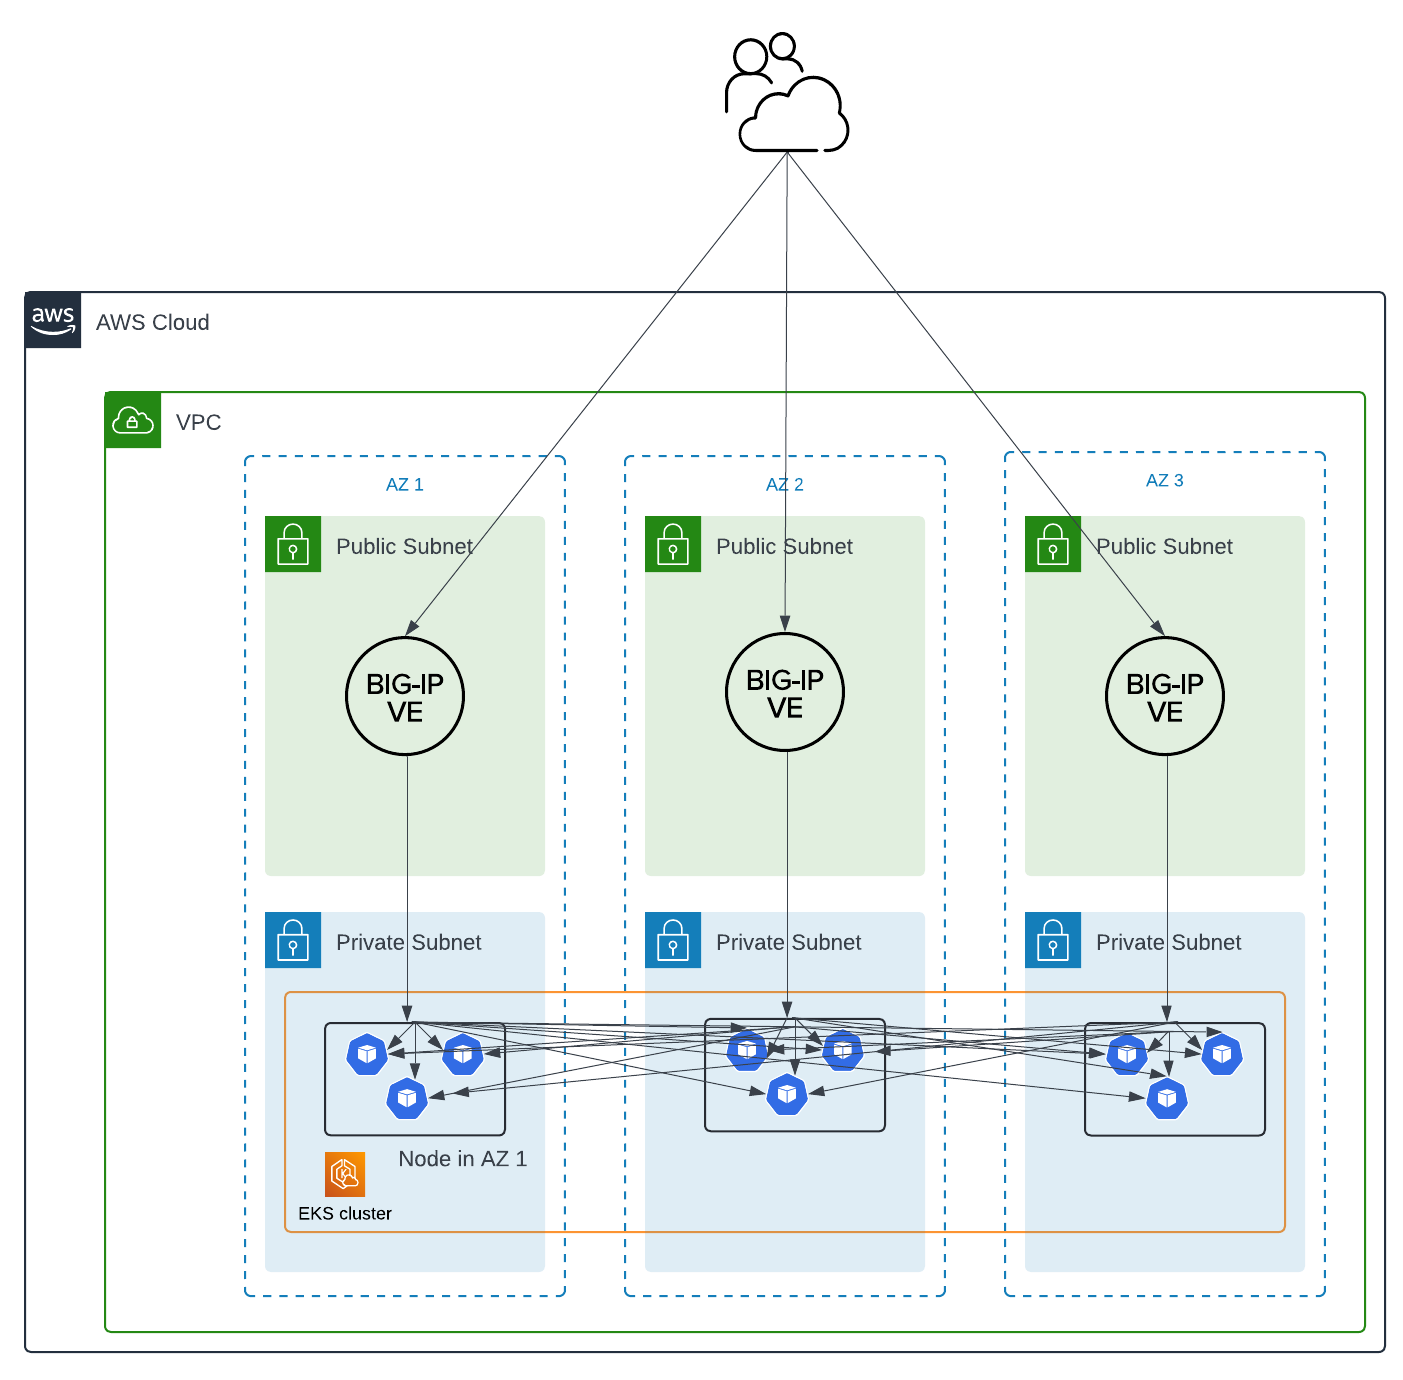 aws
AWS Cloud
VPC
AZ 1
AZ 2
AZ 3
Public Subnet
Public Subnet
Public Subnet
BIG-IP
VE
BIG-IP
VE
BIG-IP
VE
Private Subnet
Private Subnet
Private Subnet
Node in AZ 1
EKS cluster